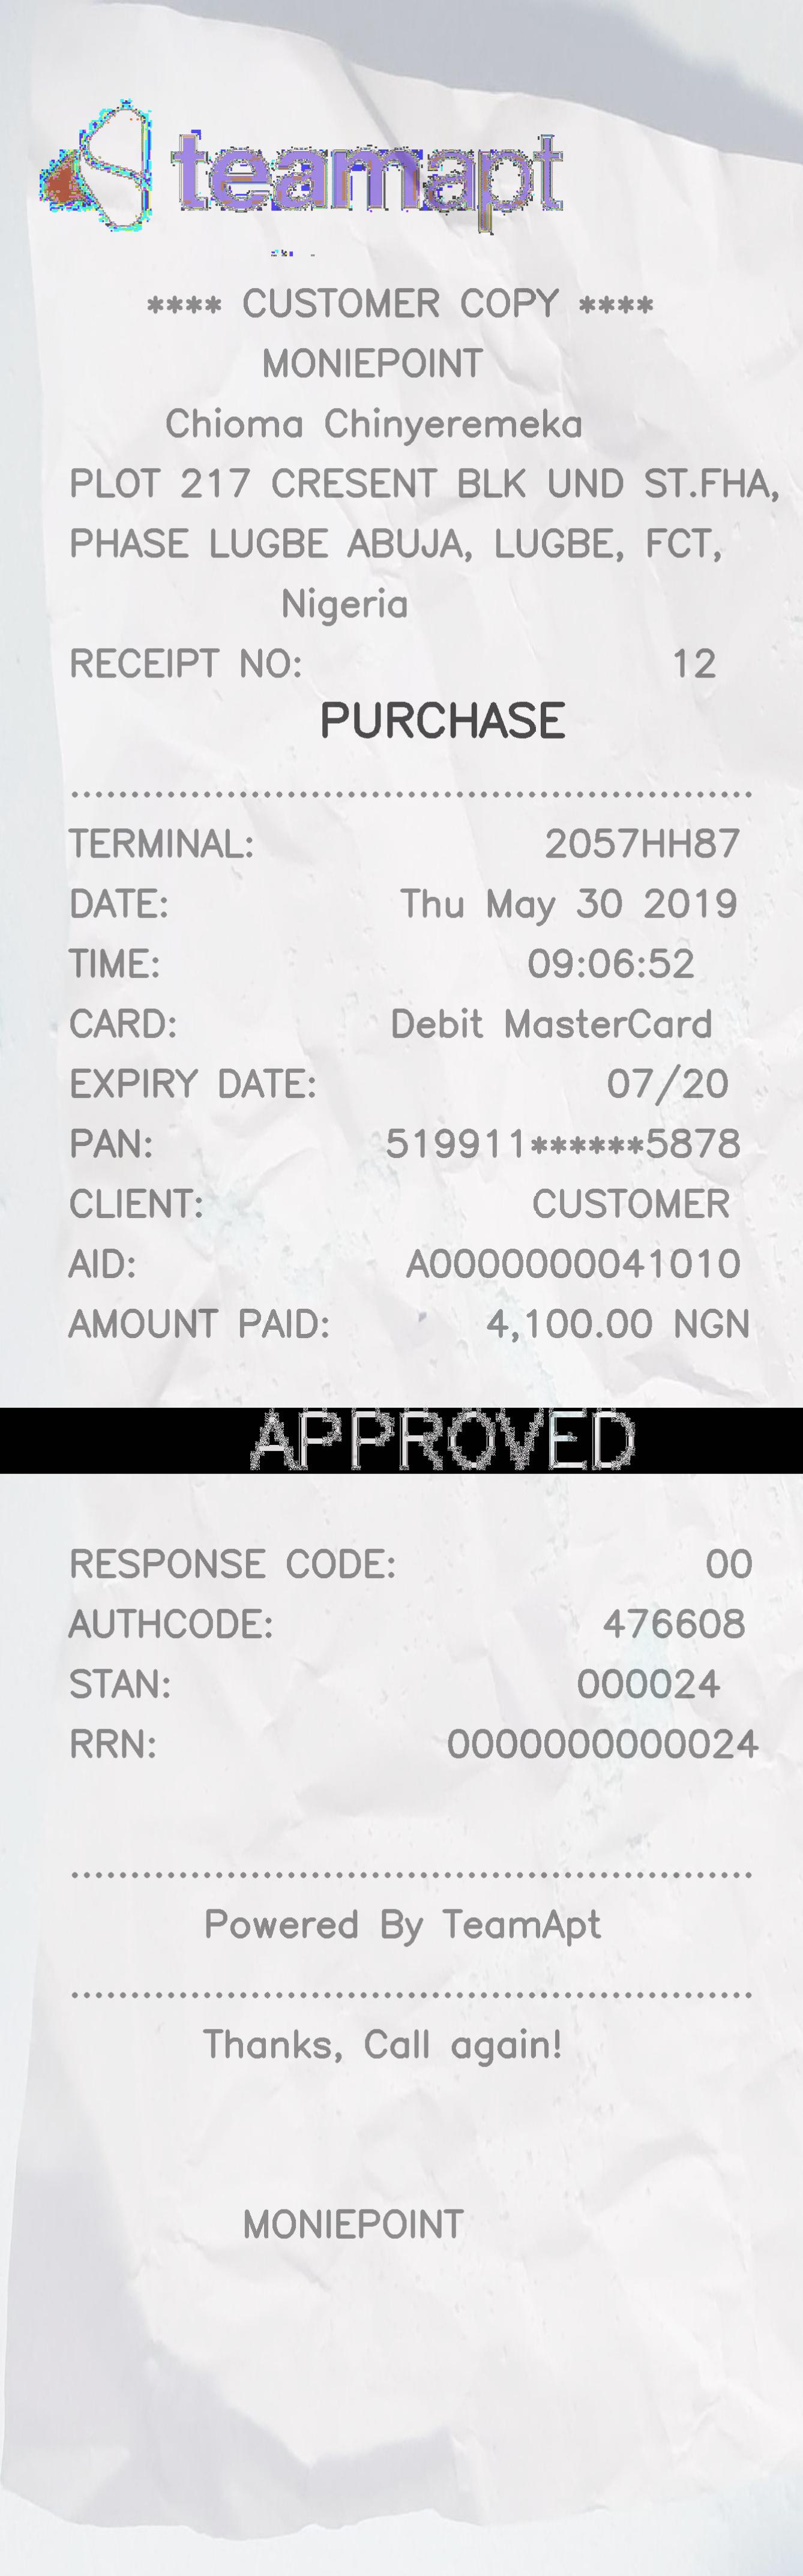 teamapt
**** CUSTOMER COPY ****
MONIEPOINT
Chioma Chinyeremeka
PLOT 217 CRESENT BLK UND ST.FHA,
PHASE LUGBE ABUJA, LUGBE, FCT,
Nigeria
RECEIPT NO: 12
PURCHASE
.........................................................
TERMINAL: 2057HH87
DATE: Thu May 30 2019
TIME: 09:06:52
CARD: Debit MasterCard
EXPIRY DATE: 07/20
PAN: 519911******5878
CLIENT: CUSTOMER
AID: A0000000041010
AMOUNT PAID: 4,100.00 NGN
APPROVED
RESPONSE CODE: 00
AUTHCODE: 476608
STAN: 000024
RRN: 0000000000024
.........................................................
Powered By TeamApt
.........................................................
Thanks, Call again!
MONIEPOINT